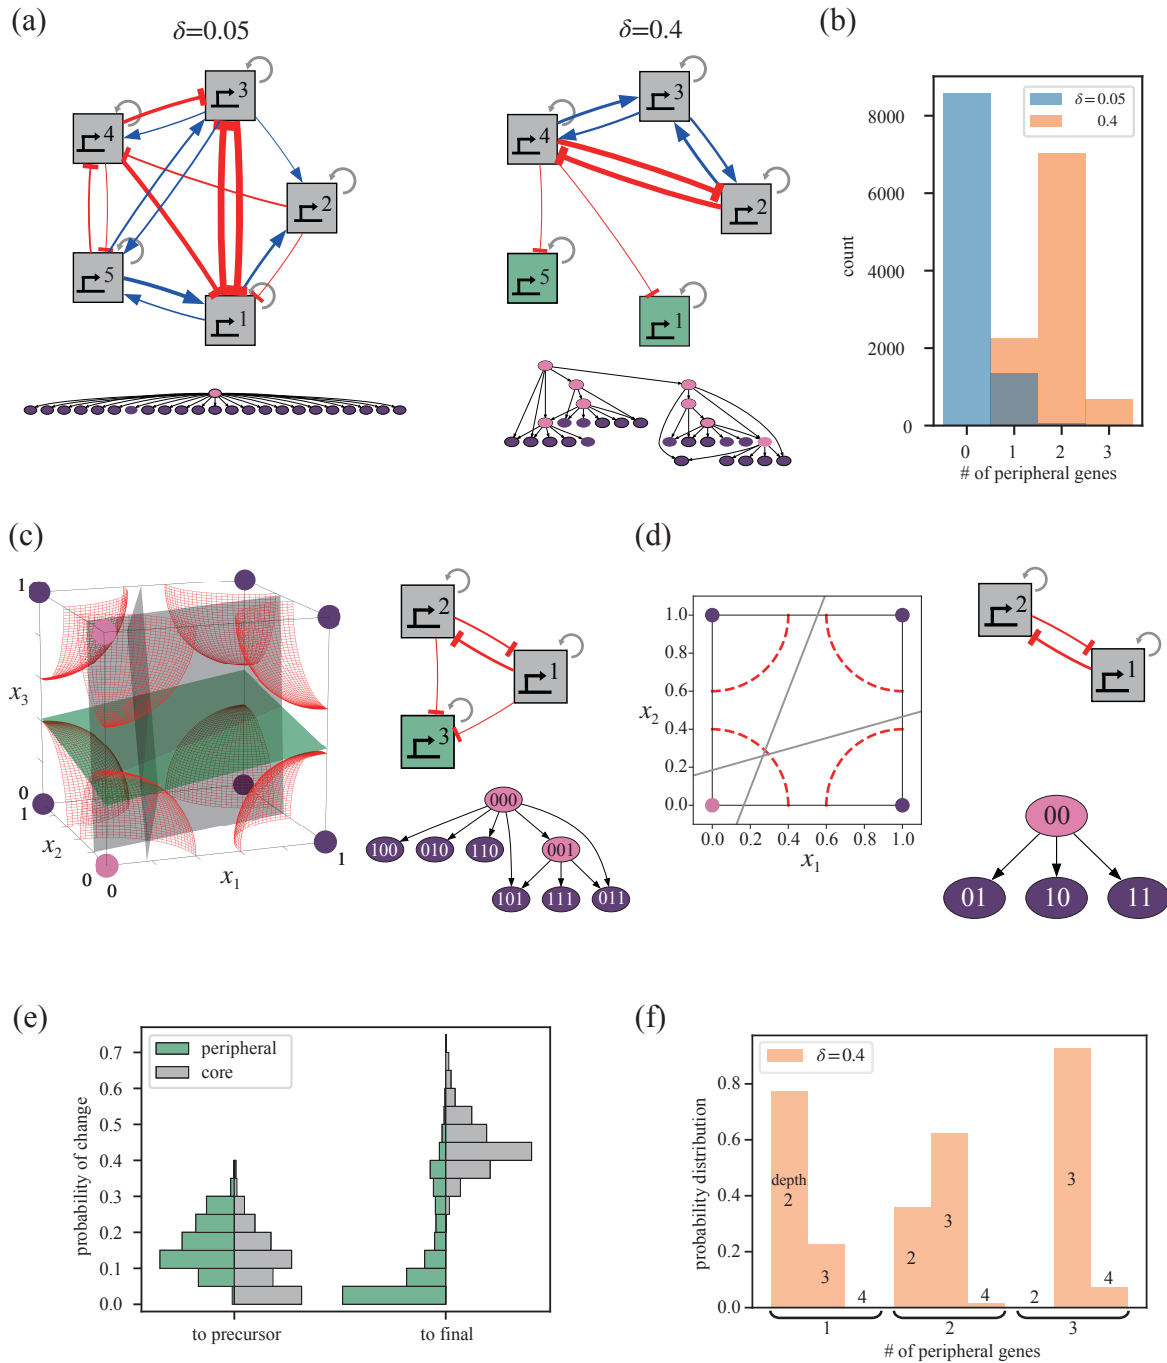 (a)
δ=0.05
δ=0.4
3
4
2
5
1
3
4
2
5
1
(b)
δ=0.05
0.4
8000
6000
4000
2000
0
count
0 1 2 3
# of peripheral genes
(c)
1
x3
0
1
x2
0
0
x1
1
2
1
3
000
100 010 110 001
101 111 011
(d)
1.0
0.8
0.6
0.4
0.2
0.0
x2
0.0 0.2 0.4 0.6 0.8 1.0
x1
2
1
00
01 10 11
(e)
peripheral
core
0.7
0.6
0.5
0.4
0.3
0.2
0.1
0.0
probability of change
to precursor to final
(f)
δ=0.4
0.8
0.6
0.4
0.2
0.0
probability distribution
depth
2
3
4
2
3
4
2
3
4
1 2 3
# of peripheral genes